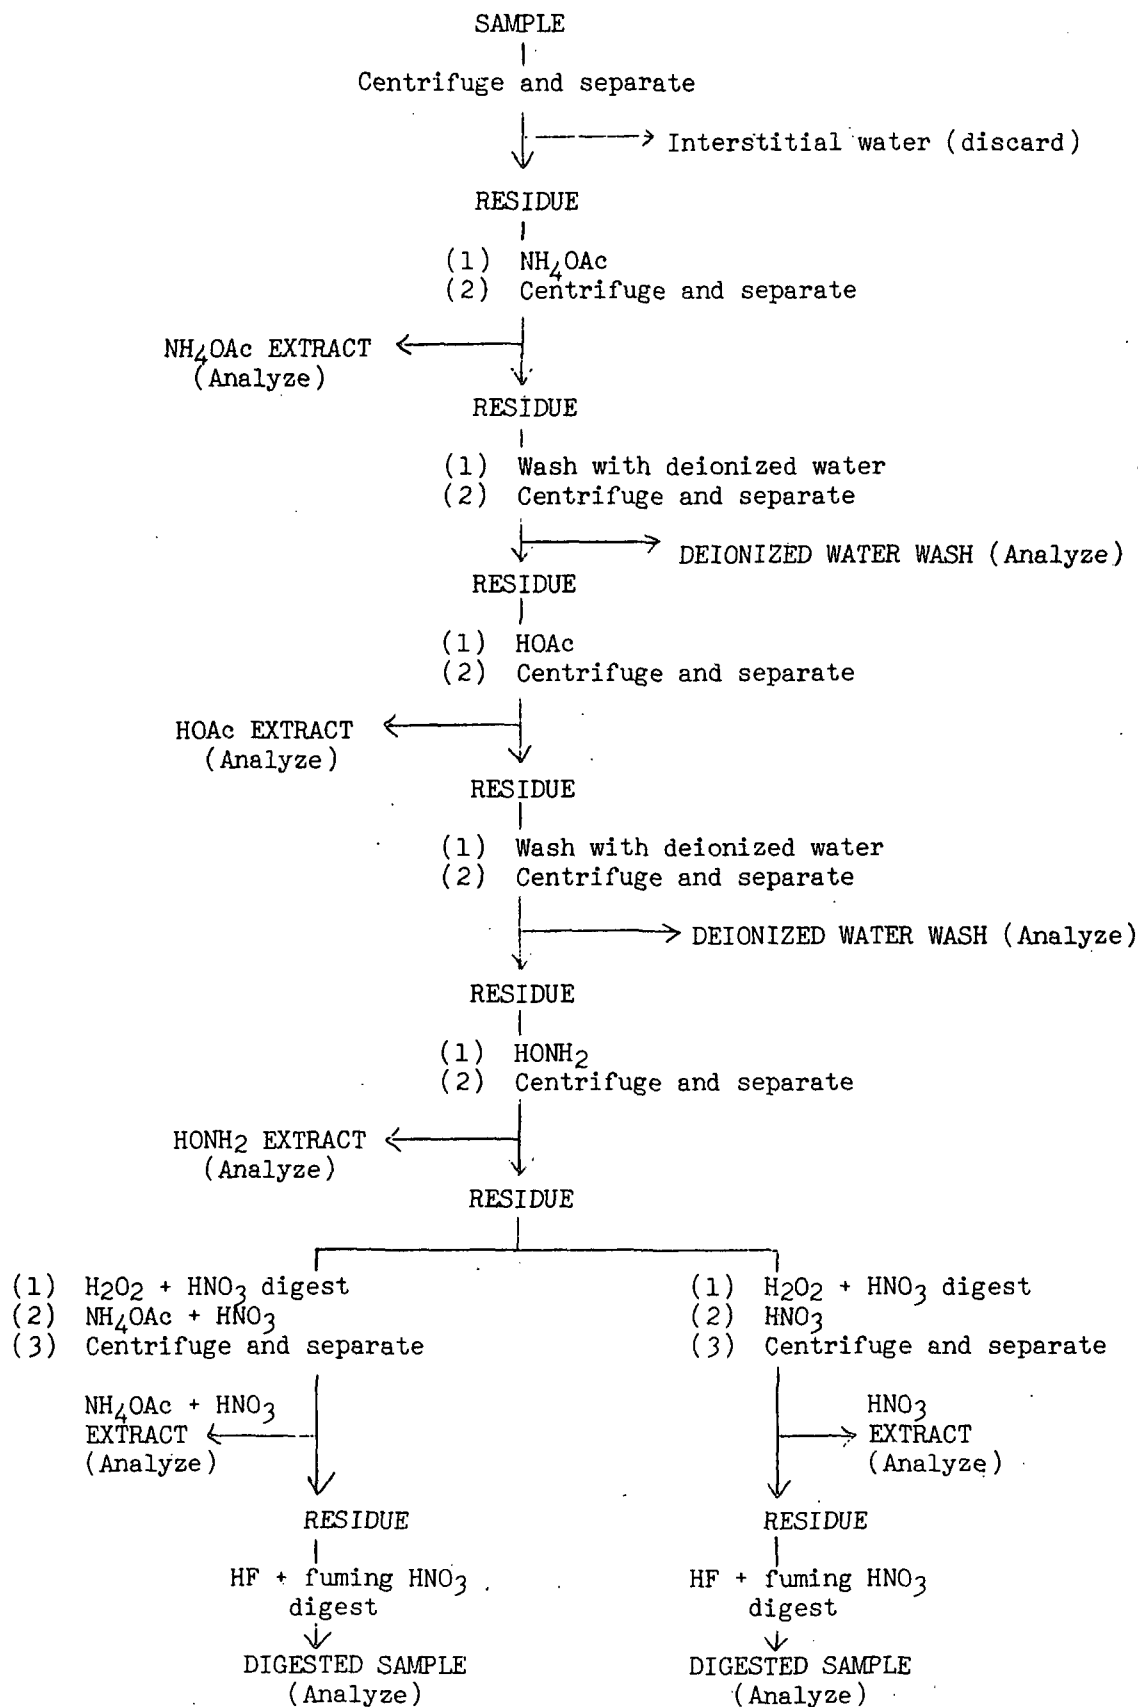 SAMPLE
Centrifuge and separate
Interstitial water (discard)
RESIDUE
(1) NH4OAc
(2) Centrifuge and separate
NH4OAc EXTRACT
(Analyze)
RESIDUE
(1) Wash with deionized water
(2) Centrifuge and separate
DEIONIZED WATER WASH (Analyze)
RESIDUE
(1) HOAc
(2) Centrifuge and separate
HOAc EXTRACT
(Analyze)
RESIDUE
(1) Wash with deionized water
(2) Centrifuge and separate
DEIONIZED WATER WASH (Analyze)
RESIDUE
(1) HONH2
(2) Centrifuge and separate
HONH2 EXTRACT
(Analyze)
RESIDUE
(1) H2O2 + HNO3 digest
(2) NH4OAc + HNO3
(3) Centrifuge and separate
NH4OAc + HNO3
EXTRACT
(Analyze)
RESIDUE
HF + fuming HNO3
digest
DIGESTED SAMPLE
(Analyze)
(1) H2O2 + HNO3 digest
(2) HNO3
(3) Centrifuge and separate
HNO3
EXTRACT
(Analyze)
RESIDUE
HF + fuming HNO3
digest
DIGESTED SAMPLE
(Analyze)